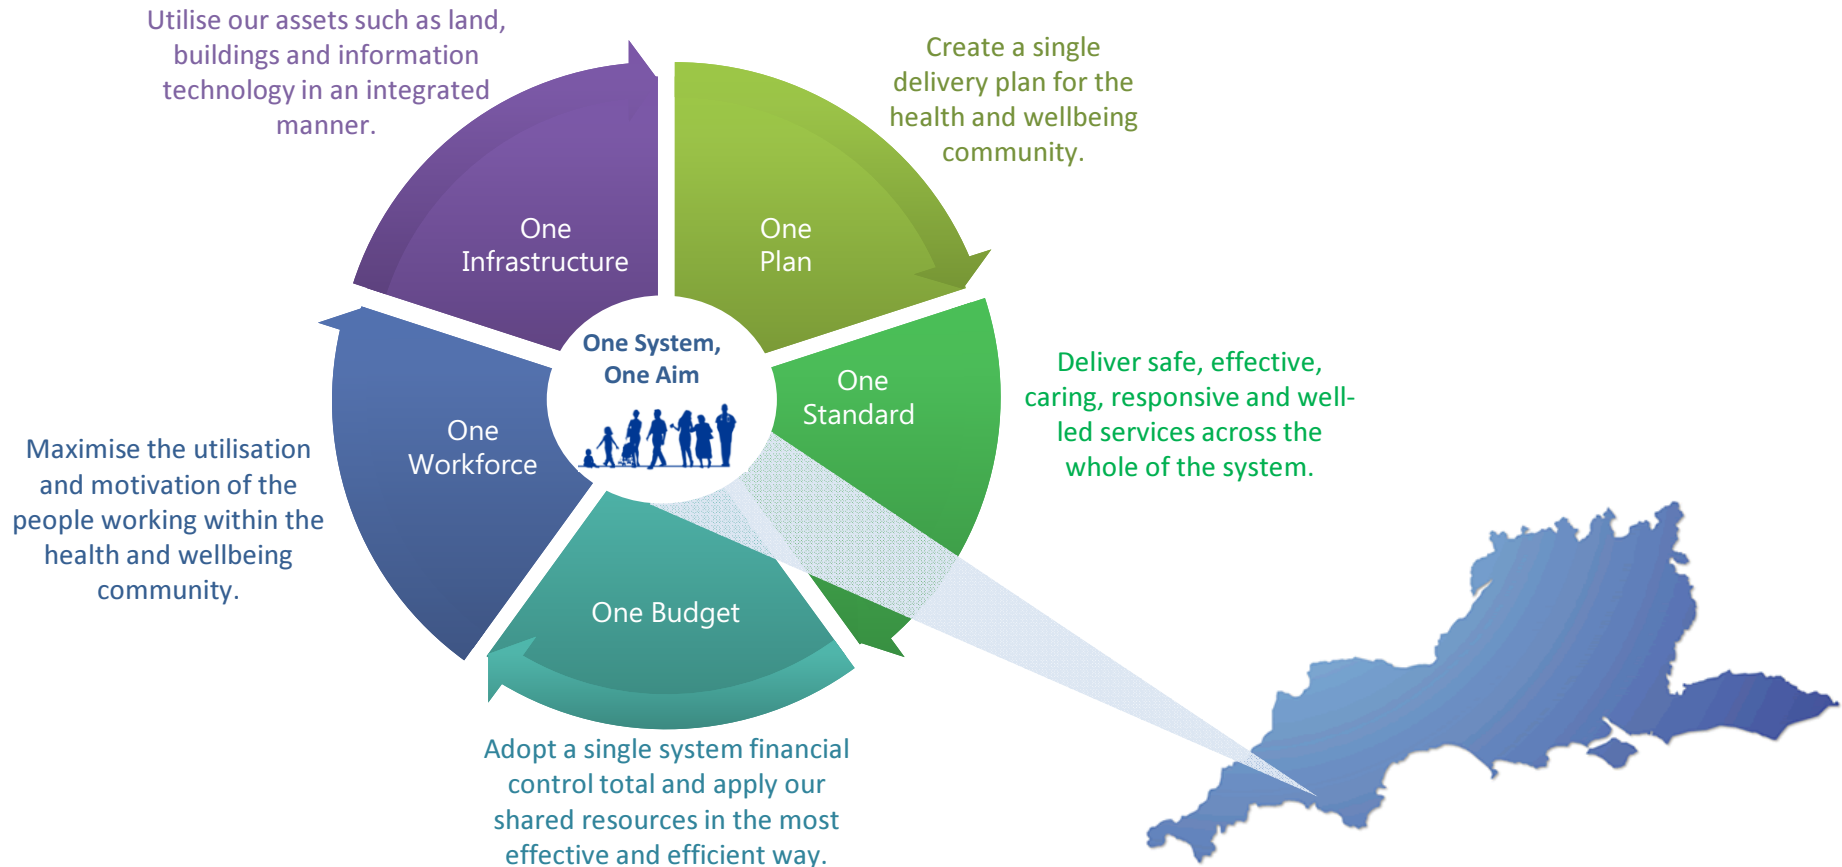 Utilise our assets such as land,
buildings and information
technology in an integrated
manner.
Create a single
delivery plan for the
health and wellbeing
community.
One
Infrastructure
One
Plan
One System,
One Aim
One
Standard
Deliver safe, effective,
caring, responsive and well-
led services across the
whole of the system.
One
Workforce
Maximise the utilisation
and motivation of the
people working within the
health and wellbeing
community.
One Budget
Adopt a single system financial
control total and apply our
shared resources in the most
effective and efficient way.